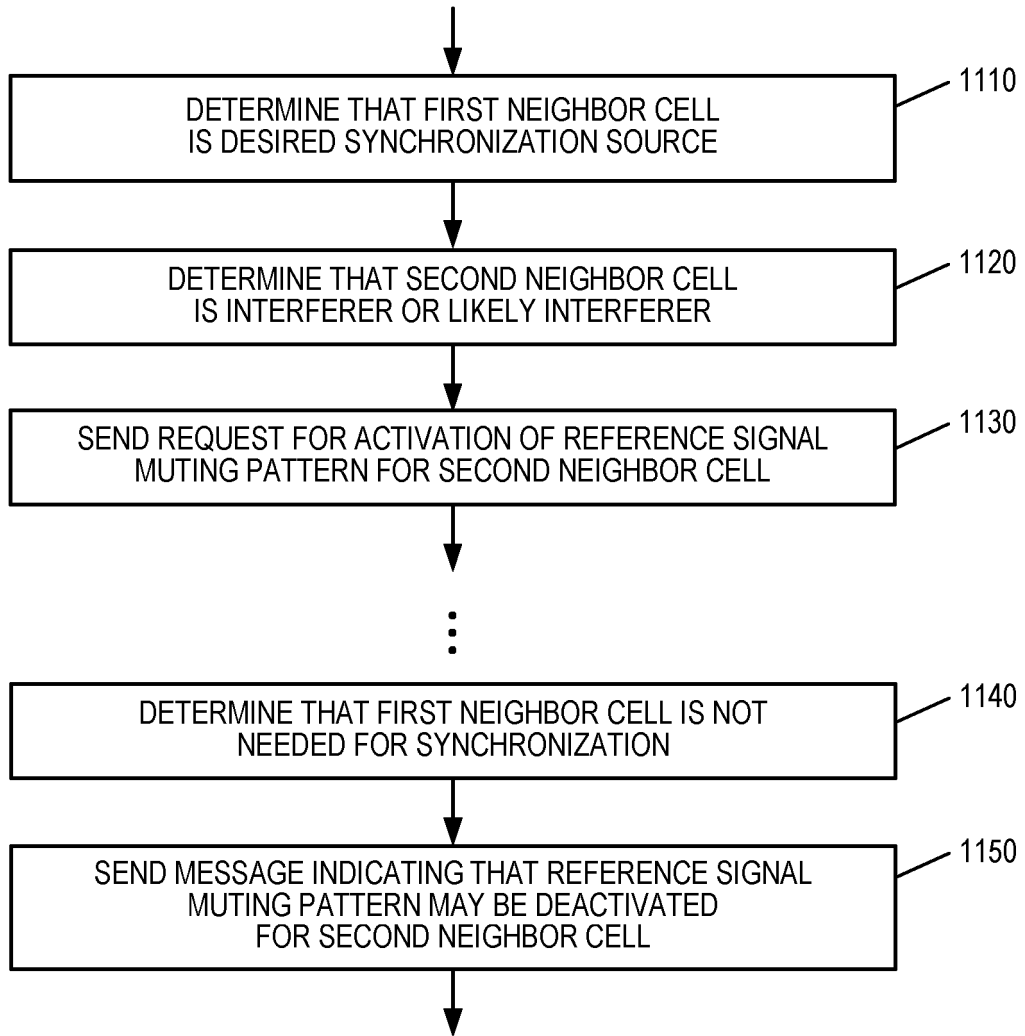 1110
DETERMINE THAT FIRST NEIGHBOR CELL
IS DESIRED SYNCHRONIZATION SOURCE
1120
DETERMINE THAT SECOND NEIGHBOR CELL
IS INTERFERER OR LIKELY INTERFERER
1130
SEND REQUEST FOR ACTIVATION OF REFERENCE SIGNAL
MUTING PATTERN FOR SECOND NEIGHBOR CELL
1140
DETERMINE THAT FIRST NEIGHBOR CELL IS NOT
NEEDED FOR SYNCHRONIZATION
1150
SEND MESSAGE INDICATING THAT REFERENCE SIGNAL
MUTING PATTERN MAY BE DEACTIVATED
FOR SECOND NEIGHBOR CELL